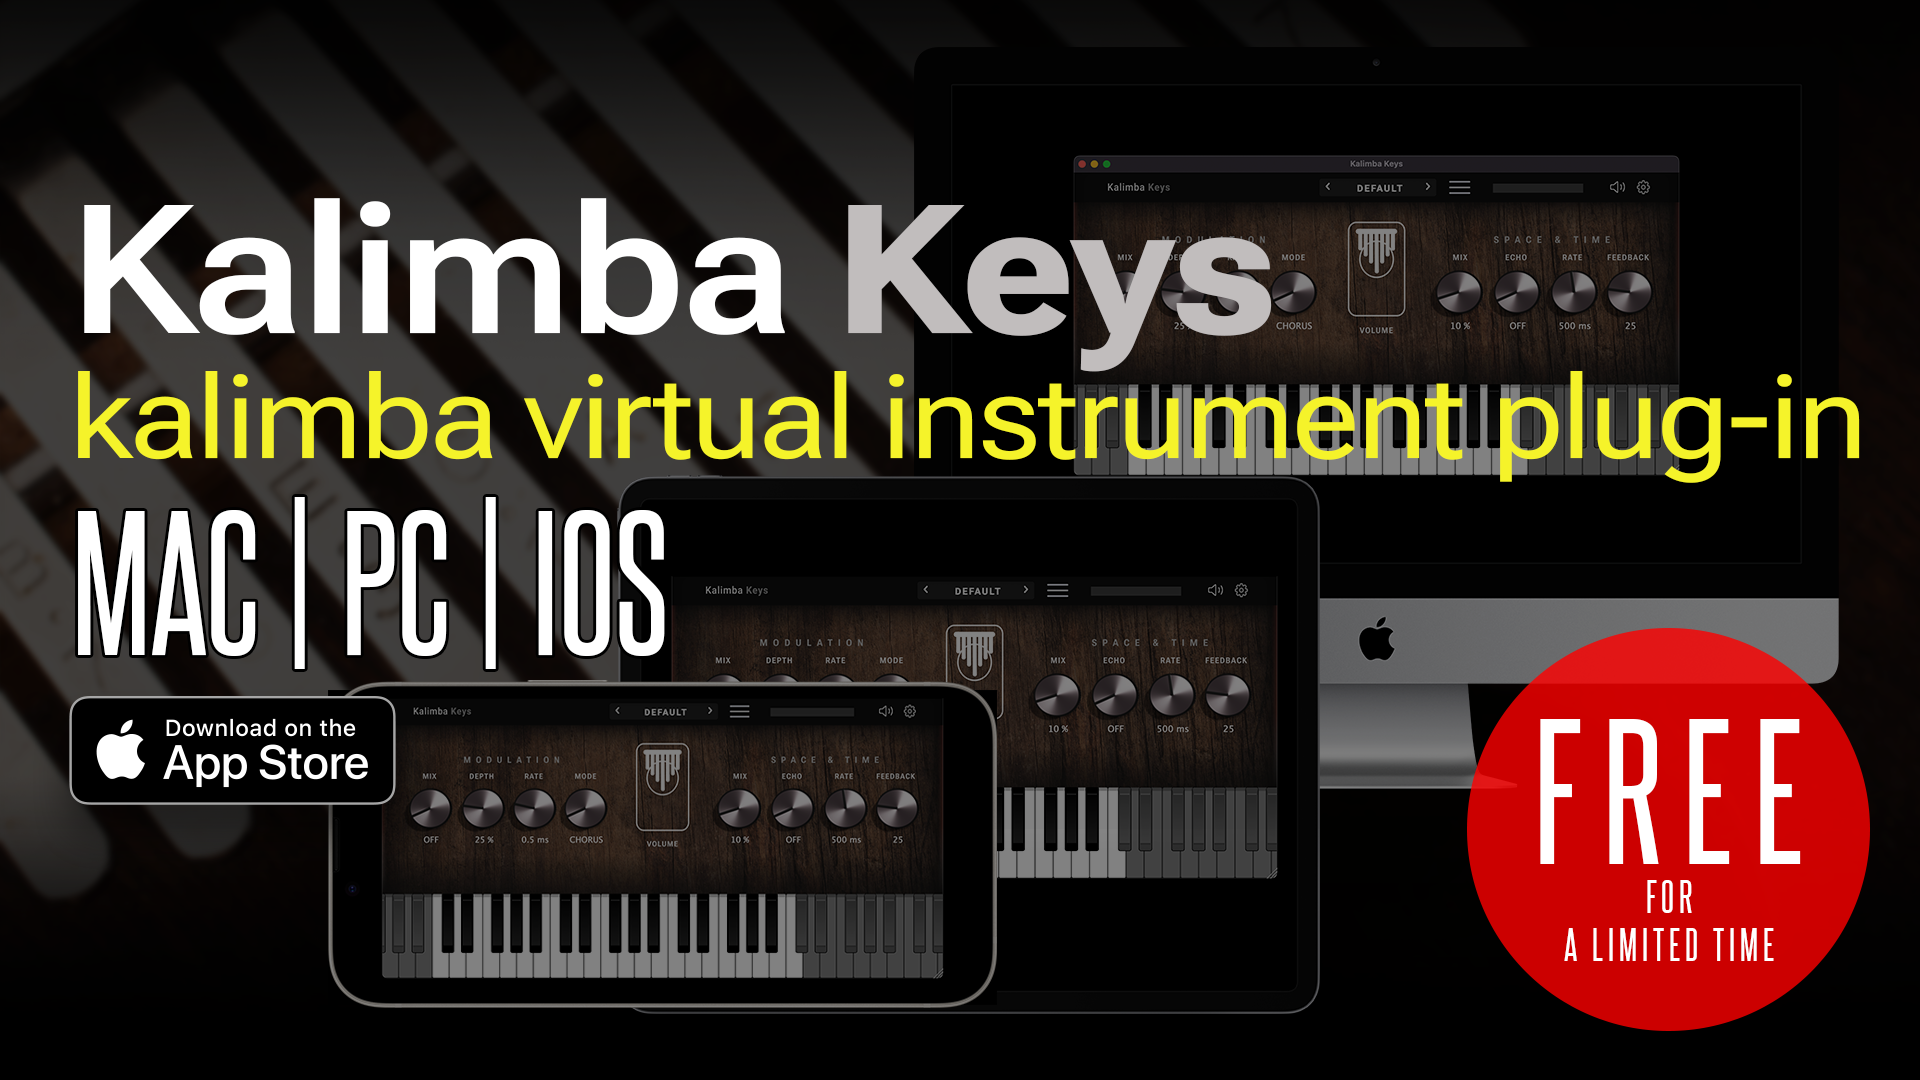 Kalimba Keys
kalimba virtual instrument plug-in
MAC | PC | IOS
Download on the
App Store
FREE
FOR
A LIMITED TIME
Kalimba Keys
Kalimba Keys
DEFAULT
MODULATION
SPACE & TIME
MIX
MODE
MIX ECHO RATE FEEDBACK
CHORUS
VOLUME
10 % OFF 500 ms 25
Kalimba Keys
DEFAULT
MODULATION
SPACE & TIME
MIX DEPTH RATE MODE
MIX ECHO RATE FEEDBACK
10 % OFF 500 ms 25
Kalimba Keys
DEFAULT
MODULATION
SPACE & TIME
MIX DEPTH RATE MODE
MIX ECHO RATE FEEDBACK
OFF 25 % 0.5 ms CHORUS
VOLUME
10 % OFF 500 ms 25